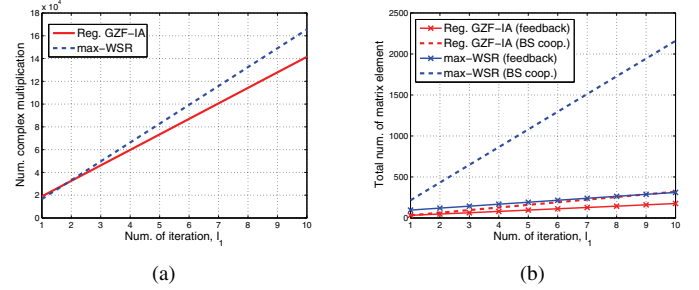 x 10^4
18
16
14
12
10
8
6
4
2
0
1 2 3 4 5 6 7 8 9 10
Num. complex multiplication
Num. of iteration, I_1
Reg. GZF-IA
max-WSR
(a)
2500
2000
1500
1000
500
0
1 2 3 4 5 6 7 8 9 10
Total num. of matrix element
Num. of iteration, I_1
Reg. GZF-IA (feedback)
Reg. GZF-IA (BS coop.)
max-WSR (feedback)
max-WSR (BS coop.)
(b)